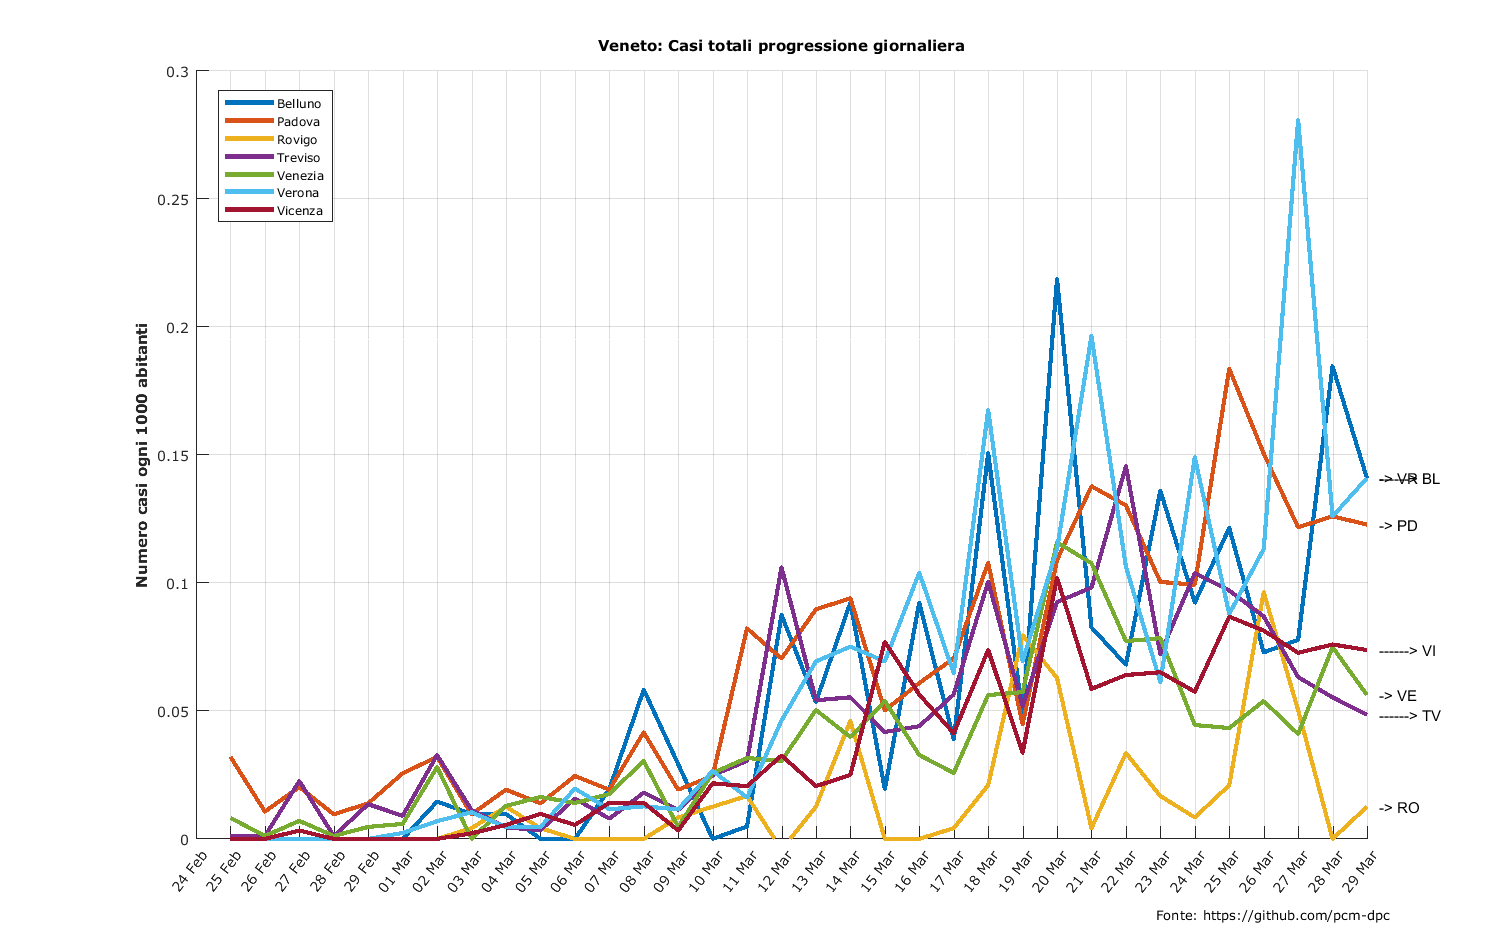 Veneto: Casi totali progressione giornaliera
Numero casi ogni 1000 abitanti
0.3
0.25
0.2
0.15
0.1
0.05
0
Belluno
Padova
Rovigo
Treviso
Venezia
Verona
Vicenza
-> VR
------> BL
-> PD
------> VI
-> VE
------> TV
-> RO
24 Feb
25 Feb
26 Feb
27 Feb
28 Feb
29 Feb
01 Mar
02 Mar
03 Mar
04 Mar
05 Mar
06 Mar
07 Mar
08 Mar
09 Mar
10 Mar
11 Mar
12 Mar
13 Mar
14 Mar
15 Mar
16 Mar
17 Mar
18 Mar
19 Mar
20 Mar
21 Mar
22 Mar
23 Mar
24 Mar
25 Mar
26 Mar
27 Mar
28 Mar
29 Mar
Fonte: https://github.com/pcm-dpc